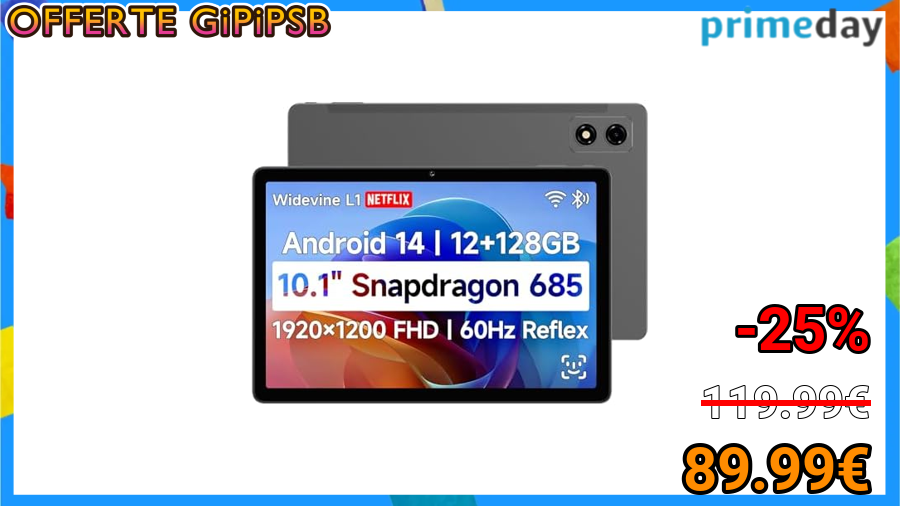 OFFERTE GiPiPSB
primeday
Widevine L1 NETFLIX
Android 14 | 12+128GB
10.1" Snapdragon 685
1920×1200 FHD | 60Hz Reflex
-25%
119.99€
89.99€